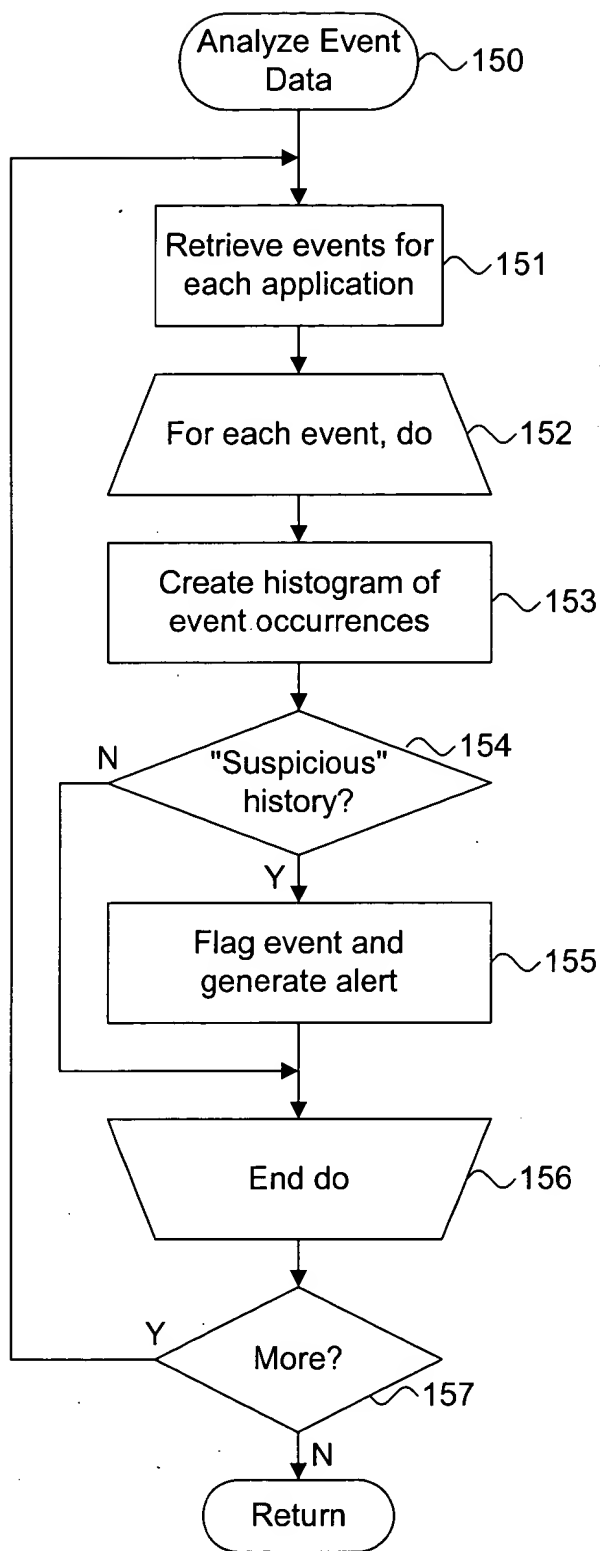 Analyze Event
Data
150
Retrieve events for
each application
151
For each event, do
152
Create histogram of
event occurrences
153
"Suspicious"
history?
154
N
Y
Flag event and
generate alert
155
End do
156
Y
More?
157
N
Return